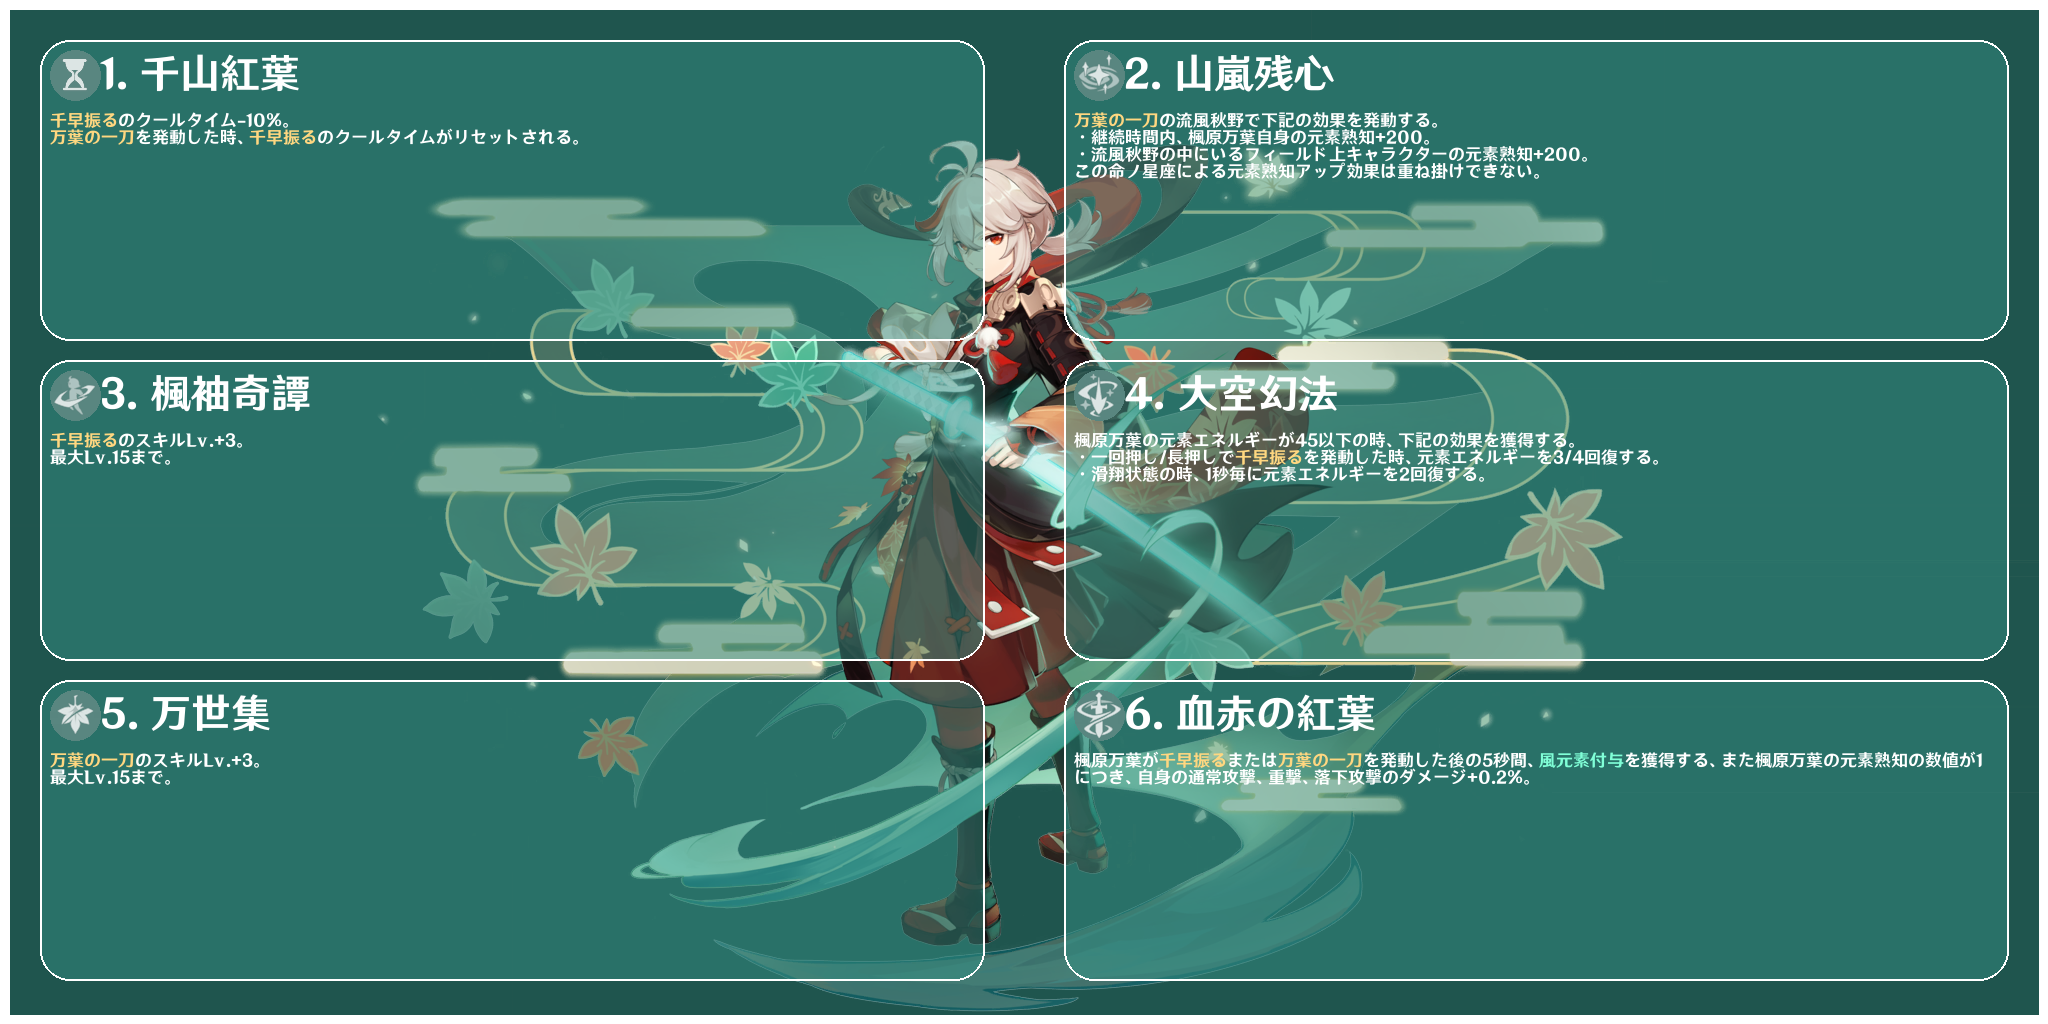 1. 千山紅葉
千早振るのクールタイム-10%。
万葉の一刀を発動した時、千早振るのクールタイムがリセットされる。
2. 山嵐残心
万葉の一刀の流風秋野で下記の効果を発動する。
・継続時間内、楓原万葉自身の元素熟知+200。
・流風秋野の中にいるフィールド上キャラクターの元素熟知+200。
この命ノ星座による元素熟知アップ効果は重ね掛けできない。
3. 楓袖奇譚
千早振るのスキルLv.+3。
最大Lv.15まで。
4. 大空幻法
楓原万葉の元素エネルギーが45以下の時、下記の効果を獲得する。
・一回押し/長押しで千早振るを発動した時、元素エネルギーを3/4回復する。
・滑翔状態の時、1秒毎に元素エネルギーを2回復する。
5. 万世集
万葉の一刀のスキルLv.+3。
最大Lv.15まで。
6. 血赤の紅葉
楓原万葉が千早振るまたは万葉の一刀を発動した後の5秒間、風元素付与を獲得する、また楓原万葉の元素熟知の数値が1
につき、自身の通常攻撃、重撃、落下攻撃のダメージ+0.2%。